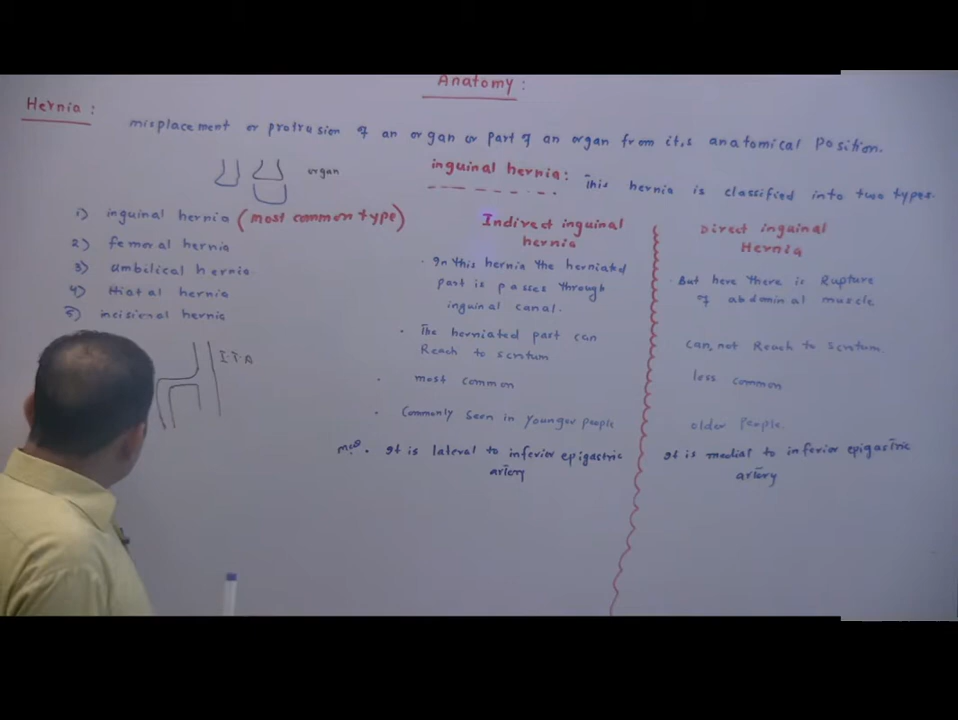 Anatomy :
Hernia :
misplacement or protrusion of an organ or part of an organ from it,s anatomical position.
organ
inguinal hernia : This hernia is classified into two types.
1) inguinal hernia (most common type)
2) femoral hernia
3) umbilical hernia
4) Hiatal hernia
5) incisional hernia
Indirect inguinal
hernia
. In this hernia the herniated
part is passes through
inguinal canal.
. The herniated part can
Reach to scrtum
. most common
. Commonly seen in younger people
. It is lateral to inferior epigastric
artery
Direct inguinal
Hernia
. But here there is Rupture
of abdominal muscle
can,not Reach to scrtum.
less common
older people.
It is medial to inferior epigastric
artery